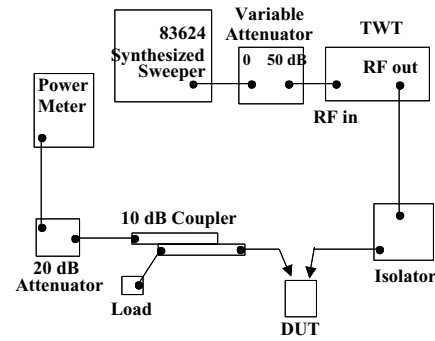 Variable
Attenuator
TWT
83624
Synthesized
Sweeper
0 50 dB
RF out
RF in
Power
Meter
10 dB Coupler
20 dB
Attenuator
Load
Isolator
DUT